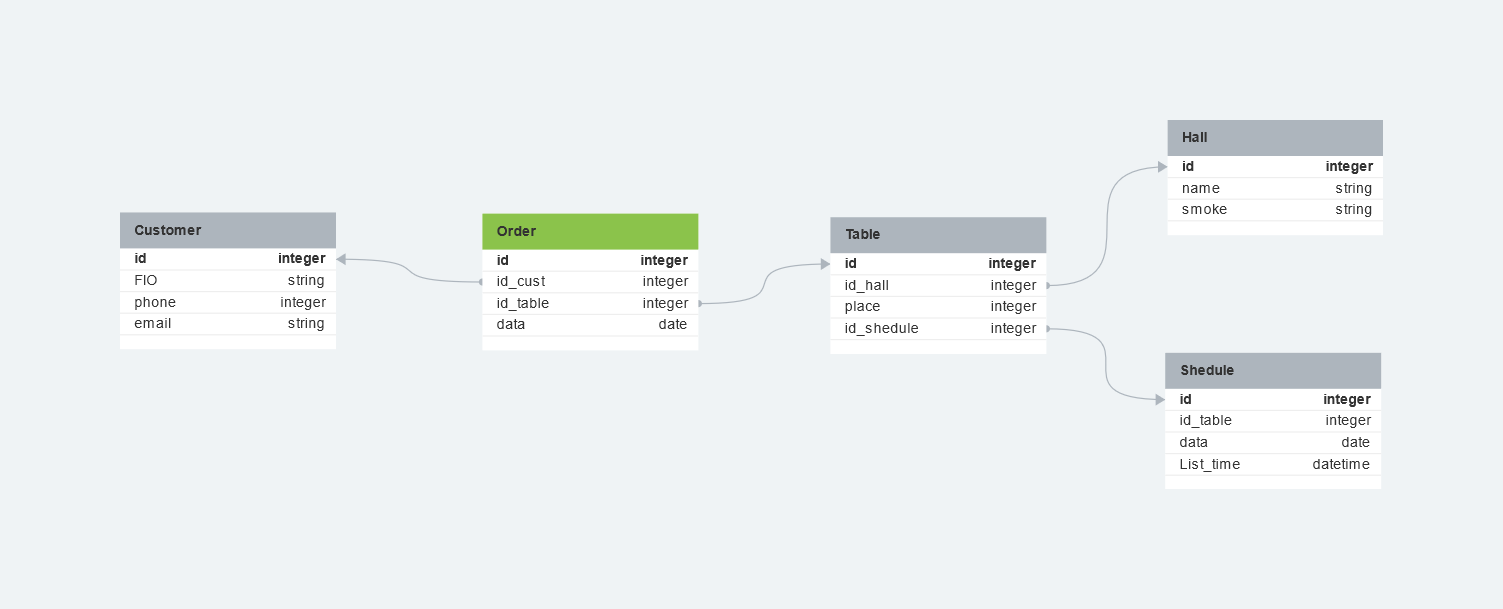 Customer
id integer
FIO string
phone integer
email string
Order
id integer
id_cust integer
id_table integer
data date
Table
id integer
id_hall integer
place integer
id_shedule integer
Hall
id integer
name string
smoke string
Shedule
id integer
id_table integer
data date
List_time datetime